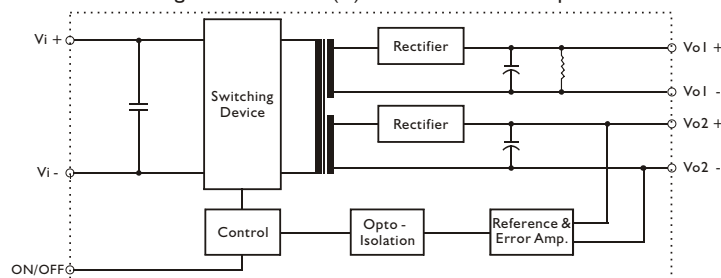 Vi +
Switching
Device
Rectifier
Vo1 +
Vo1 -
Rectifier
Vo2 +
Vo2 -
Vi -
Control
Opto -
Isolation
Reference &
Error Amp.
ON/OFF